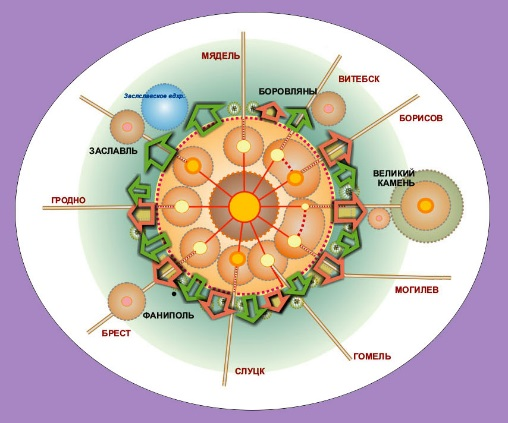 МЯДЕЛЬ
ВИТЕБСК
Заславское вдхр.
БОРОВЛЯНЫ
БОРИСОВ
ЗАСЛАВЛЬ
ВЕЛИКИЙ
КАМЕНЬ
ГРОДНО
МОГИЛЕВ
ФАНИПОЛЬ
БРЕСТ
ГОМЕЛЬ
СЛУЦК